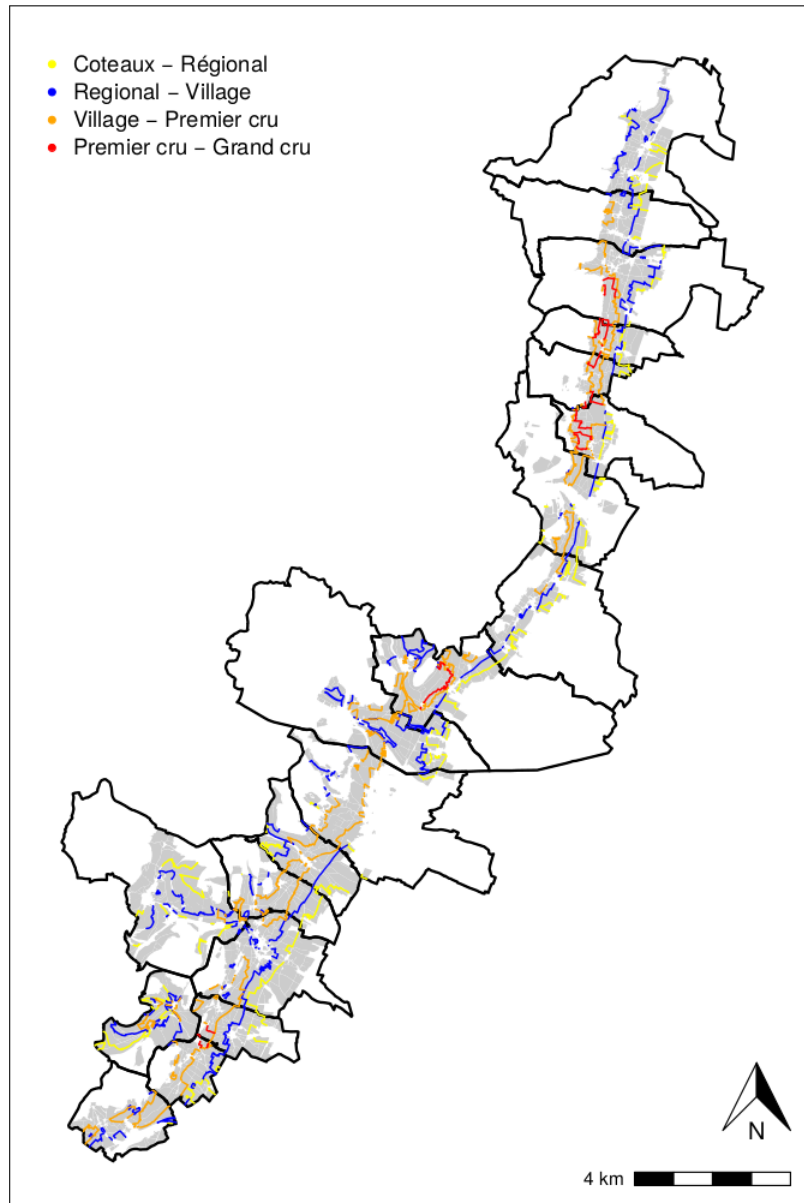 Coteaux − Régional
Regional − Village
Village − Premier cru
Premier cru − Grand cru
N
4 km